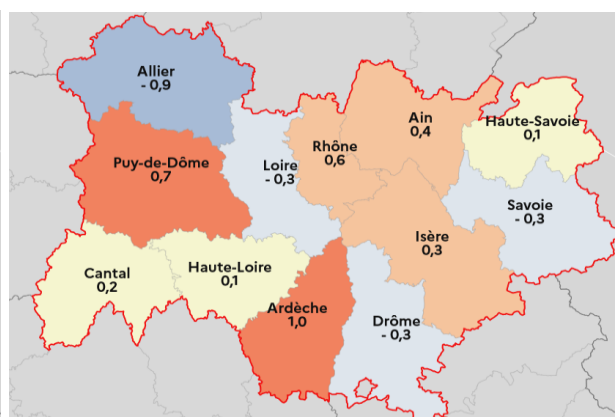 Allier
- 0,9
Puy-de-Dôme
0,7
Loire
- 0,3
Rhône
0,6
Ain
0,4
Haute-Savoie
0,1
Savoie
- 0,3
Isère
0,3
Cantal
0,2
Haute-Loire
0,1
Ardèche
1,0
Drôme
- 0,3